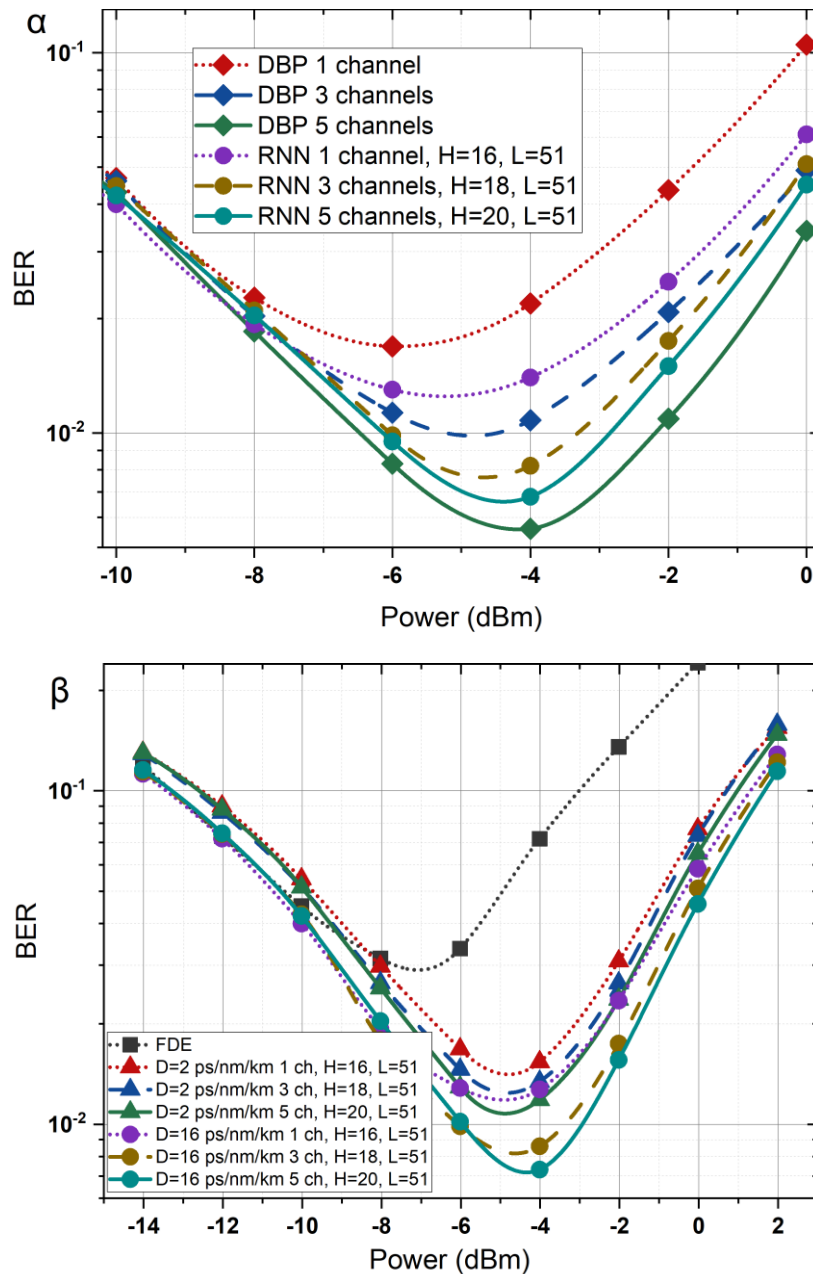 α
10⁻¹
10⁻²
BER
DBP 1 channel
DBP 3 channels
DBP 5 channels
RNN 1 channel, H=16, L=51
RNN 3 channels, H=18, L=51
RNN 5 channels, H=20, L=51
-10 -8 -6 -4 -2 0
Power (dBm)
β
10⁻¹
10⁻²
BER
FDE
D=2 ps/nm/km 1 ch, H=16, L=51
D=2 ps/nm/km 3 ch, H=18, L=51
D=2 ps/nm/km 5 ch, H=20, L=51
D=16 ps/nm/km 1 ch, H=16, L=51
D=16 ps/nm/km 3 ch, H=18, L=51
D=16 ps/nm/km 5 ch, H=20, L=51
-14 -12 -10 -8 -6 -4 -2 0 2
Power (dBm)